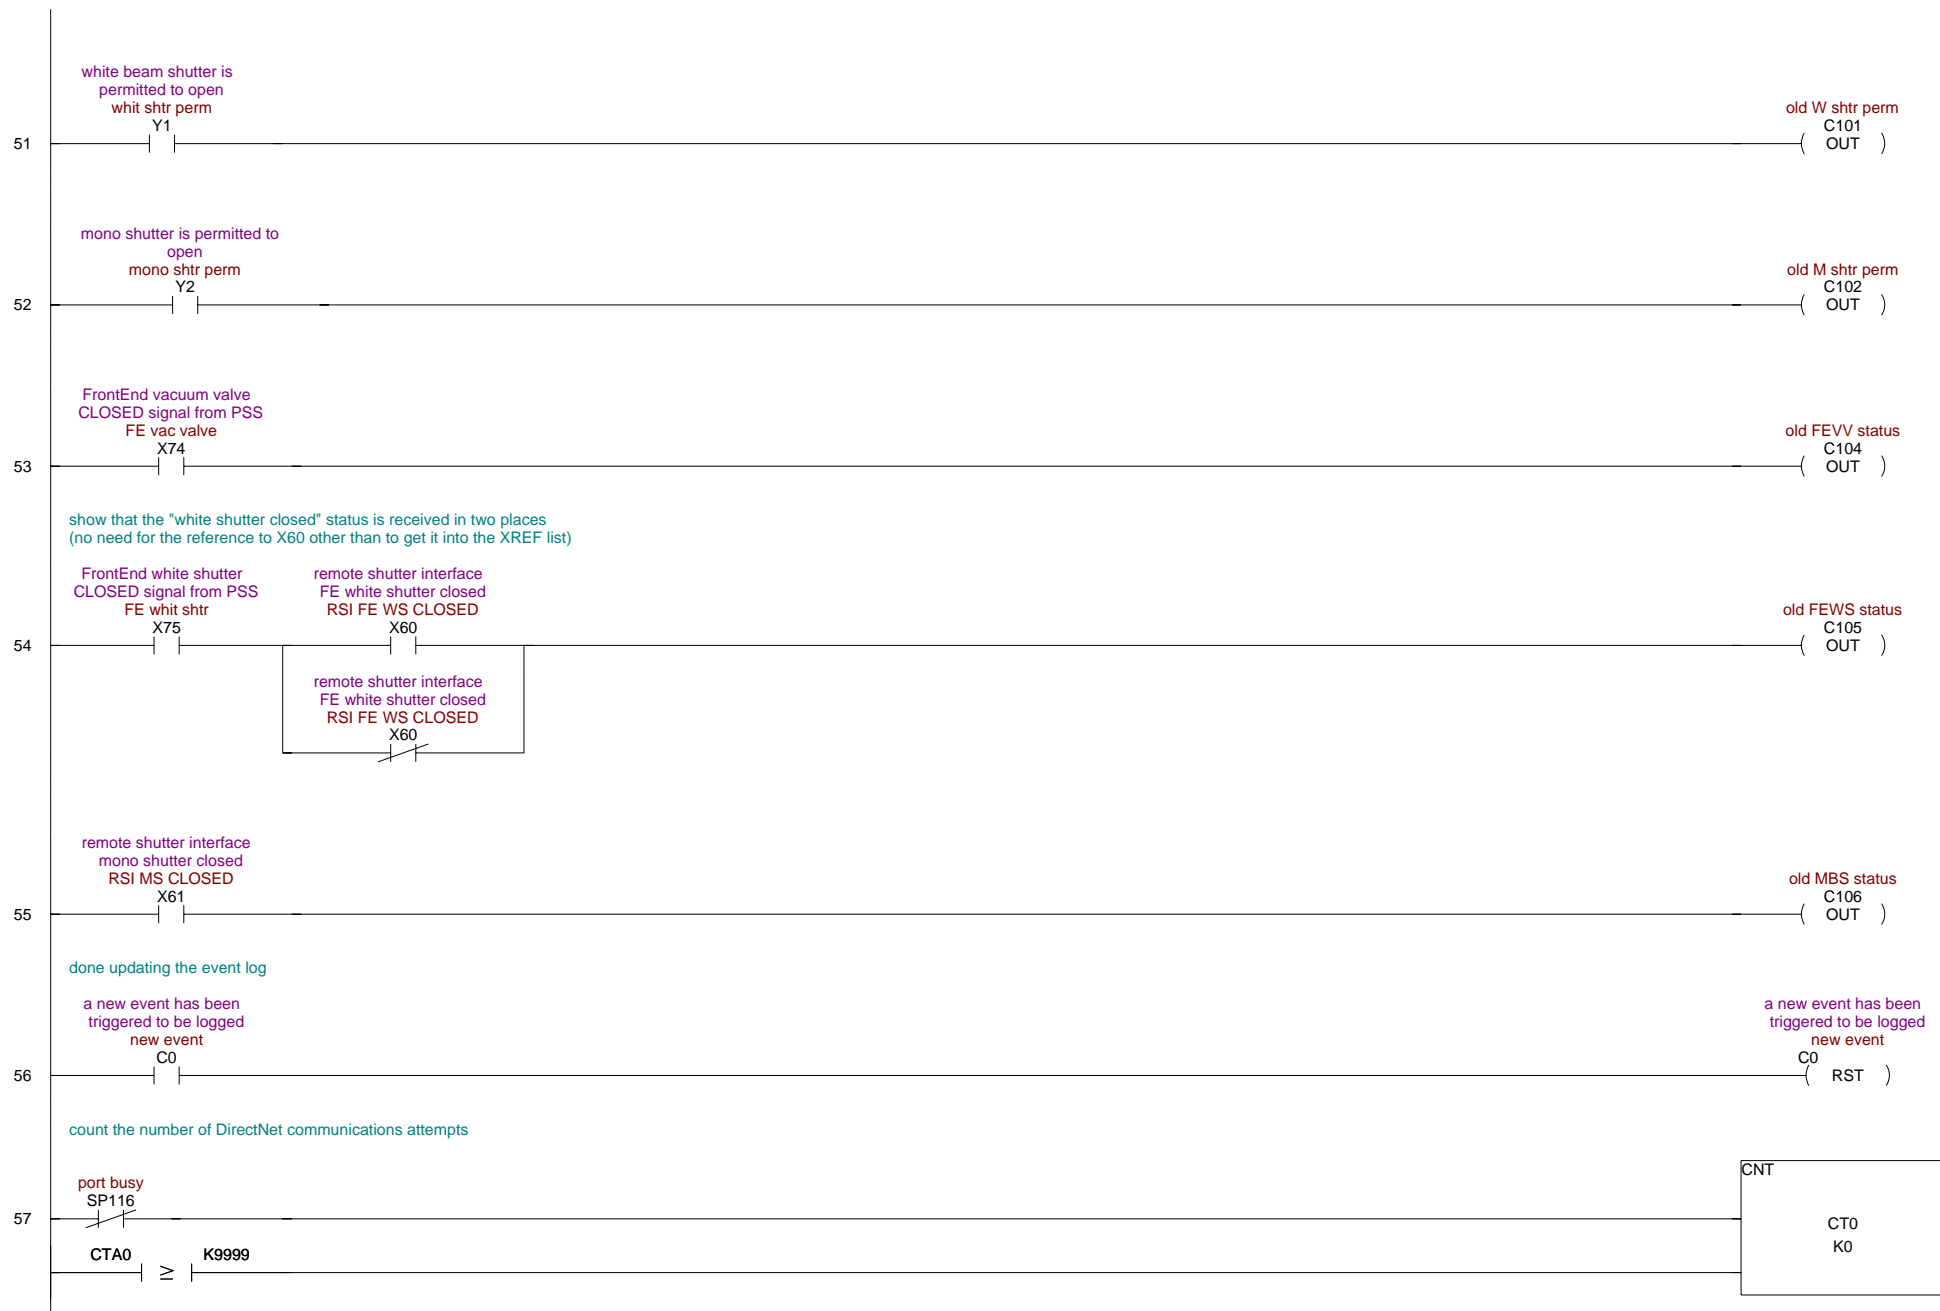 white beam shutter is
permitted to open
whit shtr perm
Y1
old W shtr perm
C101
51
OUT
mono shutter is permitted to
open
mono shtr perm
Y2
old M shtr perm
C102
52
OUT
FrontEnd vacuum valve
CLOSED signal from PSS
FE vac valve
X74
old FEVV status
C104
53
OUT
show that the "white shutter closed" status is received in two places
(no need for the reference to X60 other than to get it into the XREF list)
FrontEnd white shutter
CLOSED signal from PSS
FE whit shtr
X75
remote shutter interface
FE white shutter closed
RSI FE WS CLOSED
X60
old FEWS status
C105
54
OUT
remote shutter interface
FE white shutter closed
RSI FE WS CLOSED
X60
remote shutter interface
mono shutter closed
RSI MS CLOSED
X61
old MBS status
C106
55
OUT
done updating the event log
a new event has been
triggered to be logged
new event
C0
a new event has been
triggered to be logged
new event
C0
56
RST
count the number of DirectNet communications attempts
port busy
SP116
CNT
57
CT0
K0
CTA0 ≥ K9999